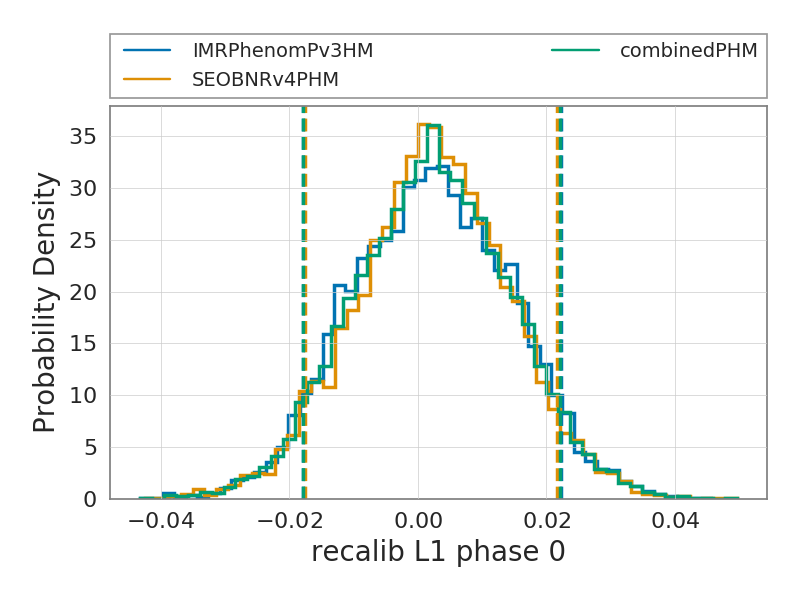 IMRPhenomPv3HM
SEOBNRv4PHM
combinedPHM
Probability Density
35
30
25
20
15
10
5
0
−0.04 −0.02 0.00 0.02 0.04
recalib L1 phase 0